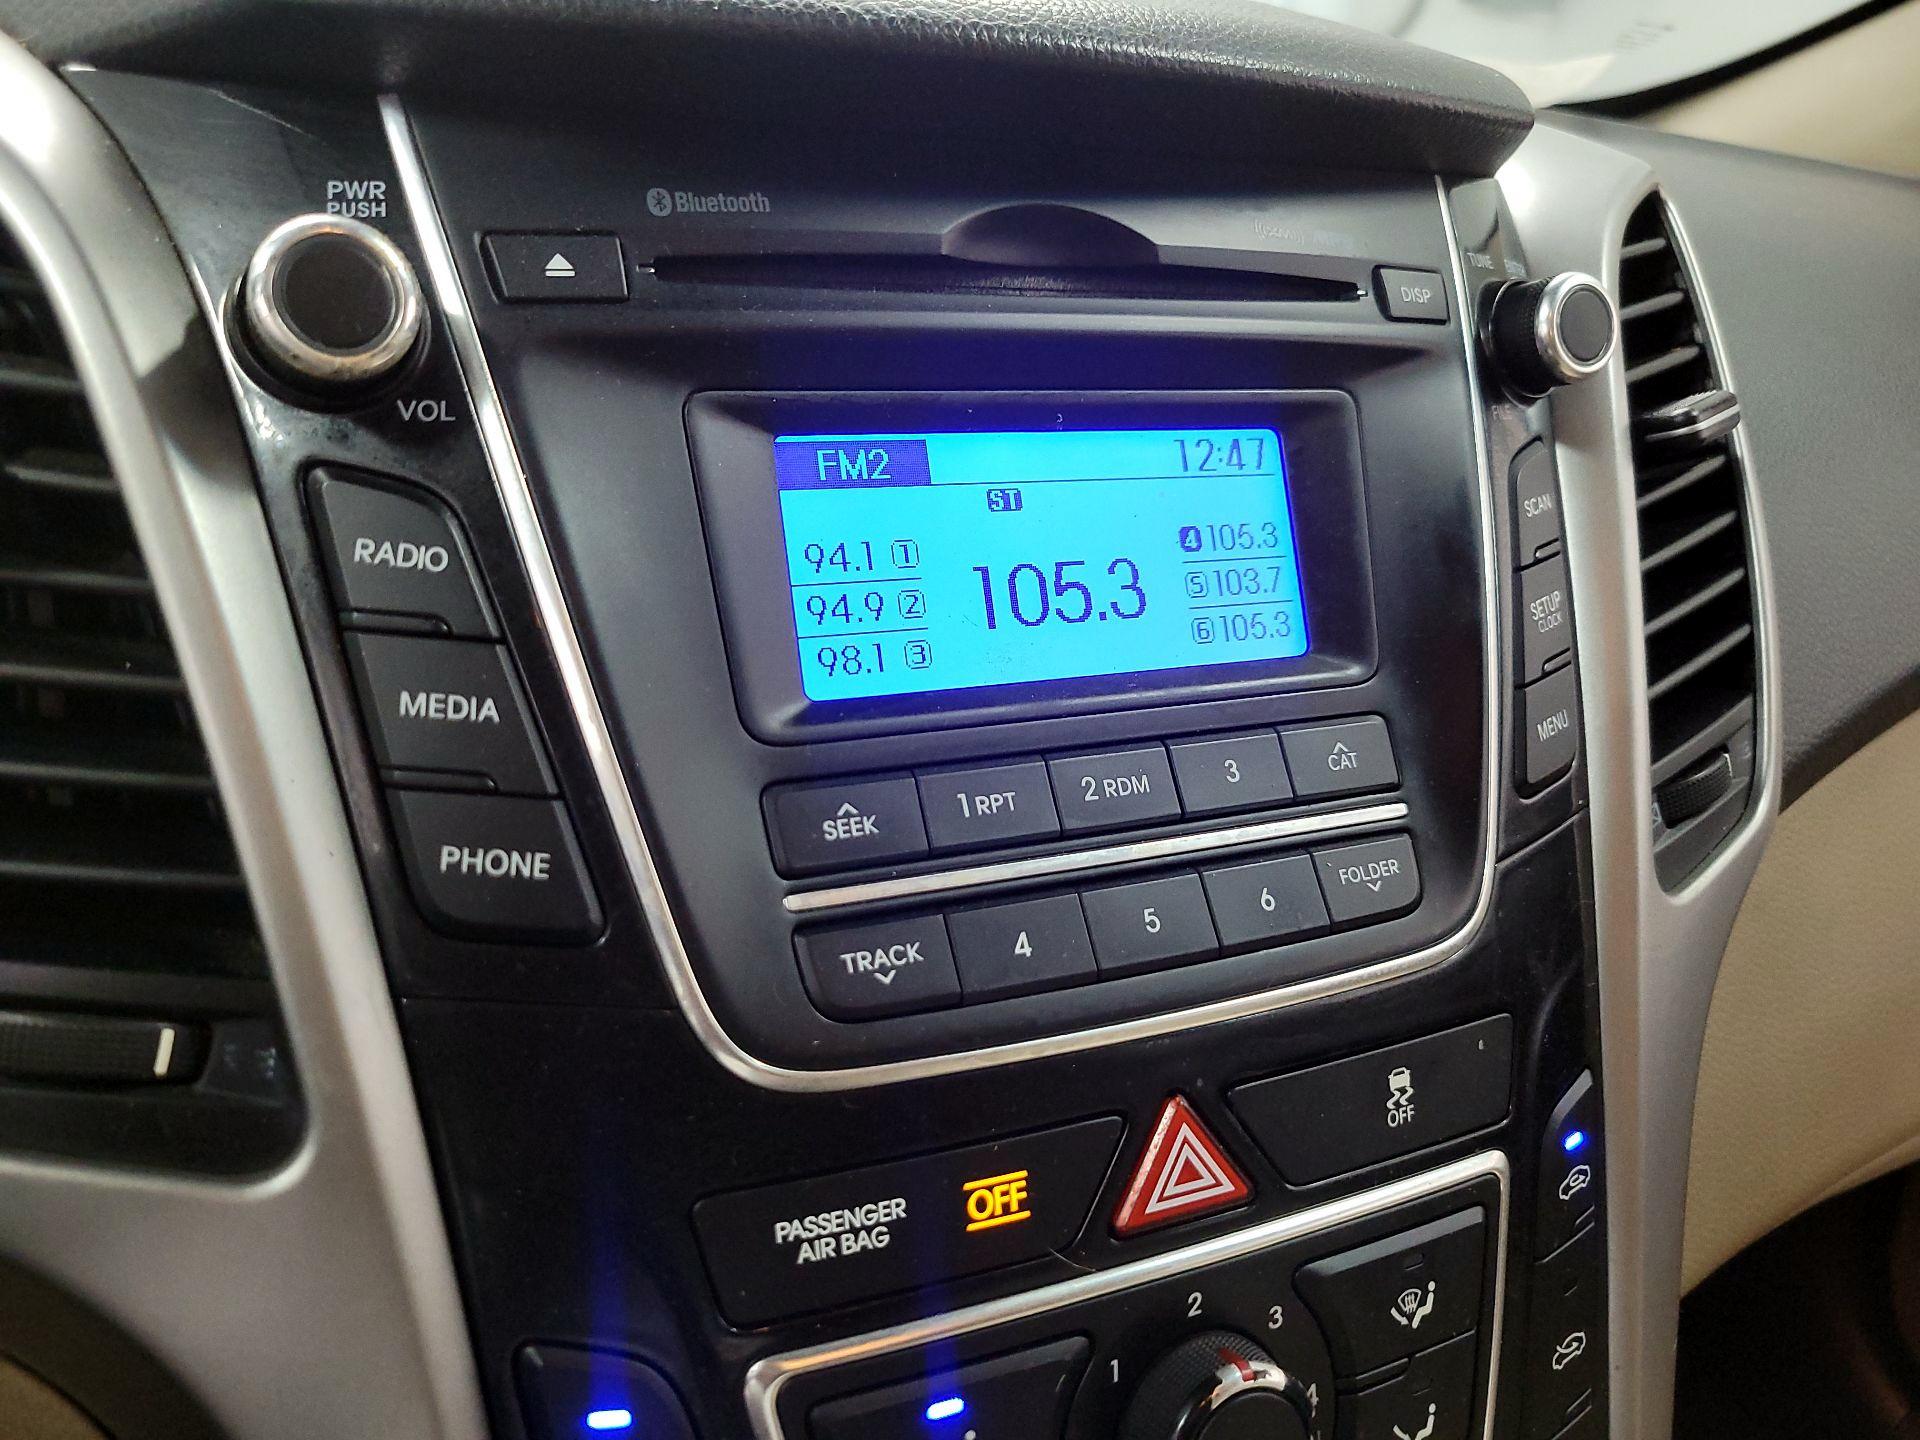 PWR
PUSH
Bluetooth
TUNE
DISP
VOL
FILE
FM2
12:47
ST
94.1 1
94.9 2
98.1 3
105.3
4 105.3
5 103.7
6 105.3
RADIO
MEDIA
PHONE
SCAN
SETUP
CLOCK
MENU
SEEK
1 RPT
2 RDM
3
CAT
TRACK
4
5
6
FOLDER
OFF
PASSENGER
AIR BAG
OFF
1
2
3
4